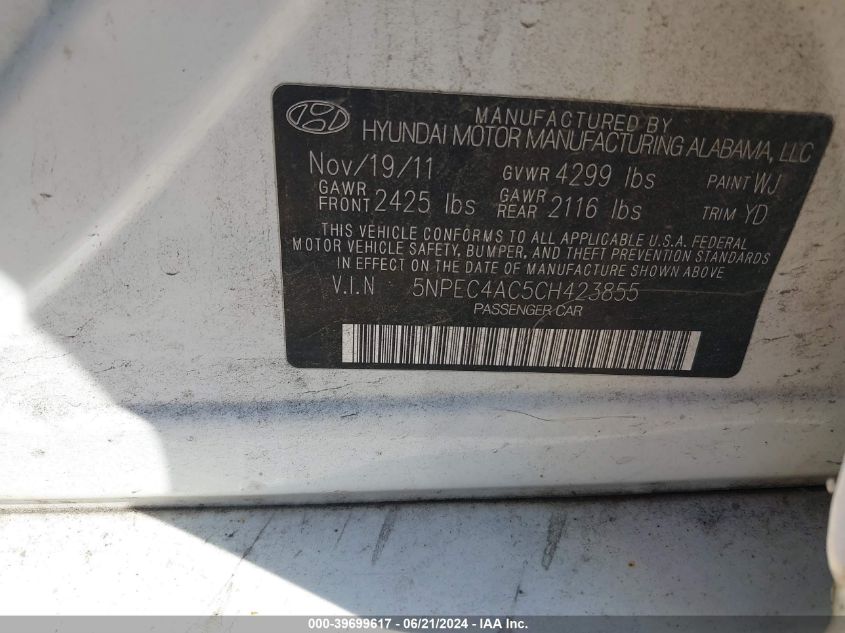 MANUFACTURED BY
HYUNDAI MOTOR MANUFACTURING ALABAMA, LLC
Nov/19/11 GVWR 4299 lbs PAINT WJ
GAWR FRONT 2425 lbs GAWR REAR 2116 lbs TRIM YD
THIS VEHICLE CONFORMS TO ALL APPLICABLE U.S.A. FEDERAL
MOTOR VEHICLE SAFETY, BUMPER, AND THEFT PREVENTION STANDARDS
IN EFFECT ON THE DATE OF MANUFACTURE SHOWN ABOVE
V.I.N 5NPEC4AC5CH423855
PASSENGER CAR
000-39699617 - 06/21/2024 - IAA Inc.